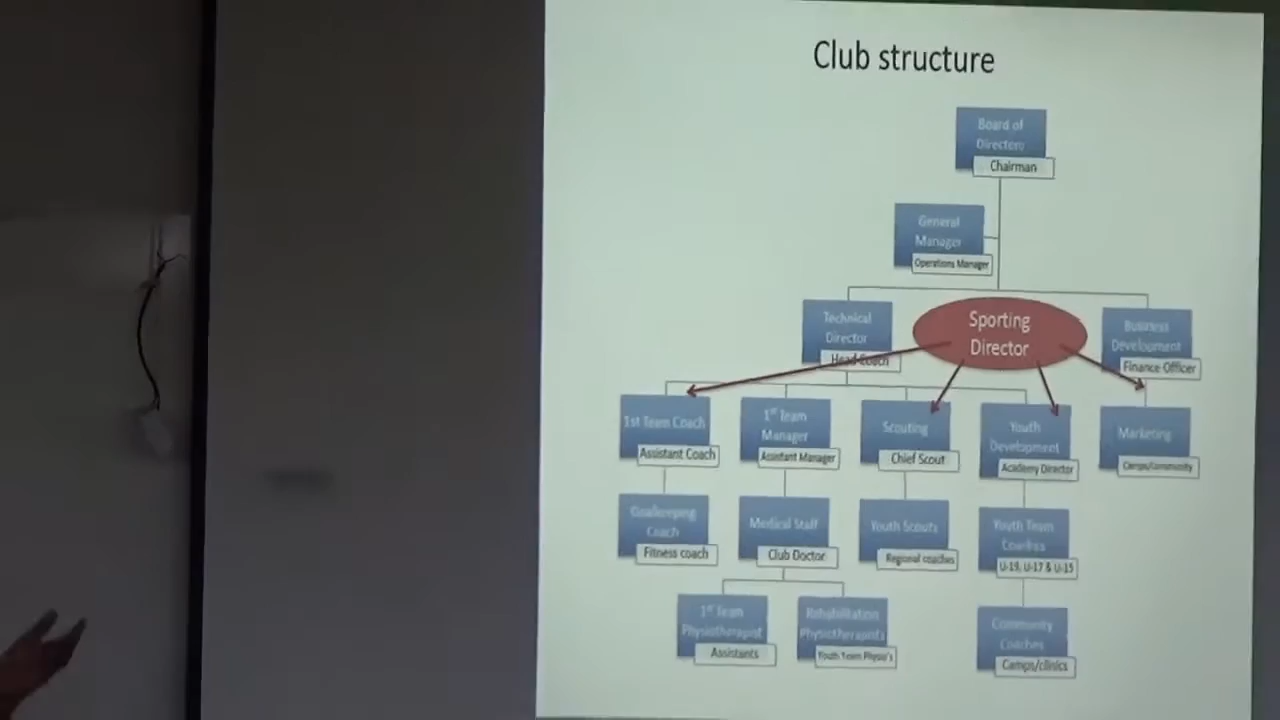 Club structure
Board of
Directors
Chairman
General
Manager
Operations Manager
Technical
Director
Head Coach
Sporting
Director
Business
Development
Finance Officer
1st Team Coach
Assistant Coach
1st Team
Manager
Assistant Manager
Scouting
Chief Scout
Youth
Development
Academy Director
Marketing
Camps/Community
Goalkeeping
Coach
Fitness coach
Medical Staff
Club Doctor
Youth Scouts
Regional coaches
Youth Team
Coaches
U-19, U-17 & U-15
1st Team
Physiotherapist
Assistants
Rehabilitation
Physiotherapists
Youth Team Physio's
Community
Coaches
Camps/clinics